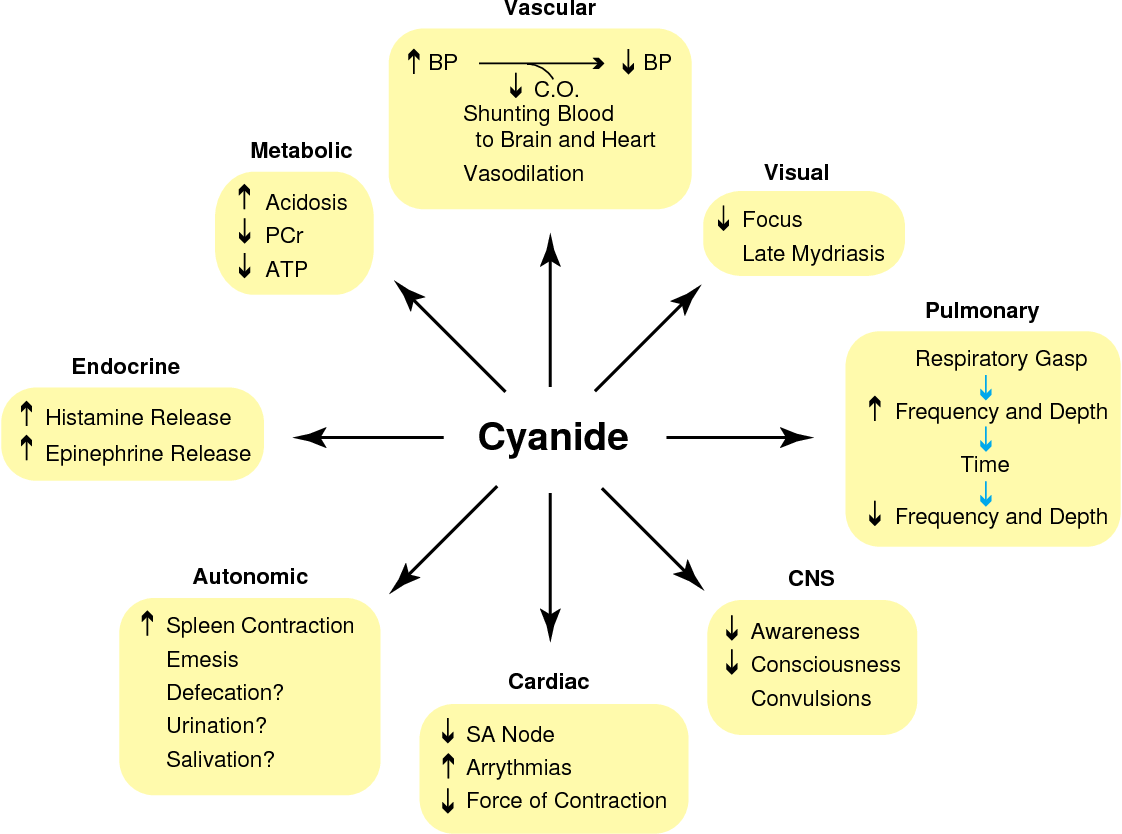 Vascular
↑ BP → ↓ BP
↓ C.O.
Shunting Blood
to Brain and Heart
Vasodilation
Metabolic
↑ Acidosis
↓ PCr
↓ ATP
Visual
↓ Focus
Late Mydriasis
Endocrine
↑ Histamine Release
↑ Epinephrine Release
Cyanide
Pulmonary
Respiratory Gasp
↓
↑ Frequency and Depth
↓
Time
↓
↓ Frequency and Depth
Autonomic
↑ Spleen Contraction
Emesis
Defecation?
Urination?
Salivation?
Cardiac
↓ SA Node
↑ Arrythmias
↓ Force of Contraction
CNS
↓ Awareness
↓ Consciousness
Convulsions